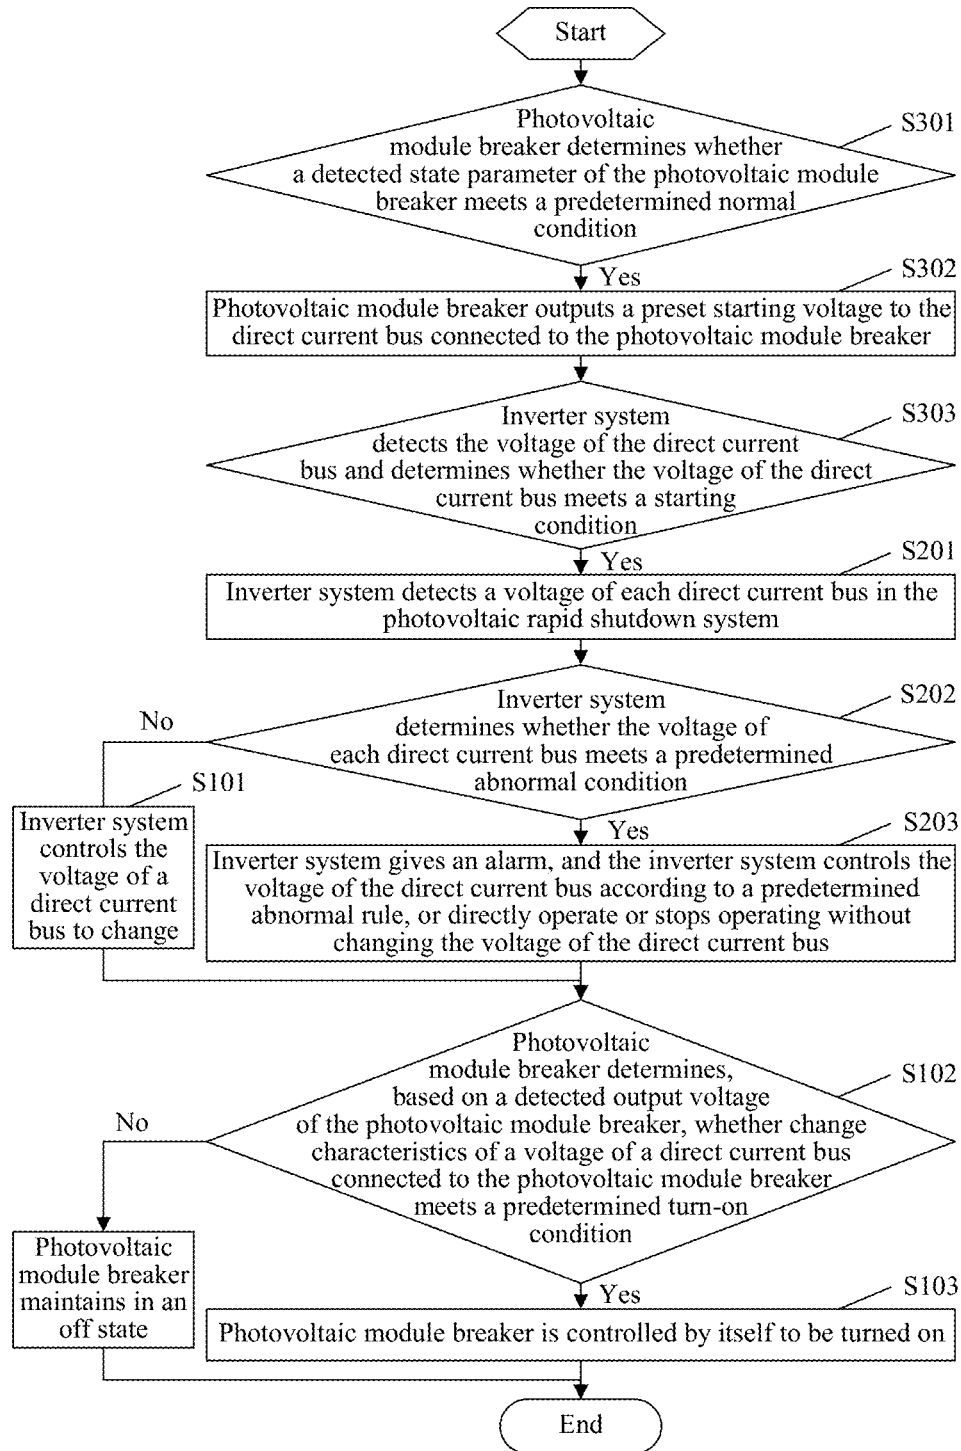 Start
Photovoltaic
module breaker determines whether
a detected state parameter of the photovoltaic module
breaker meets a predetermined normal
condition
S301
Yes
S302
Photovoltaic module breaker outputs a preset starting voltage to the
direct current bus connected to the photovoltaic module breaker
Inverter system
detects the voltage of the direct current
bus and determines whether the voltage of the direct
current bus meets a starting
condition
S303
Yes
S201
Inverter system detects a voltage of each direct current bus in the
photovoltaic rapid shutdown system
Inverter system
determines whether the voltage of
each direct current bus meets a predetermined
abnormal condition
S202
No
S101
Inverter system
controls the
voltage of a
direct current
bus to change
Yes
S203
Inverter system gives an alarm, and the inverter system controls the
voltage of the direct current bus according to a predetermined
abnormal rule, or directly operate or stops operating without
changing the voltage of the direct current bus
Photovoltaic
module breaker determines,
based on a detected output voltage
of the photovoltaic module breaker, whether change
characteristics of a voltage of a direct current bus
connected to the photovoltaic module breaker
meets a predetermined turn-on
condition
S102
No
Photovoltaic
module breaker
maintains in an
off state
Yes
S103
Photovoltaic module breaker is controlled by itself to be turned on
End